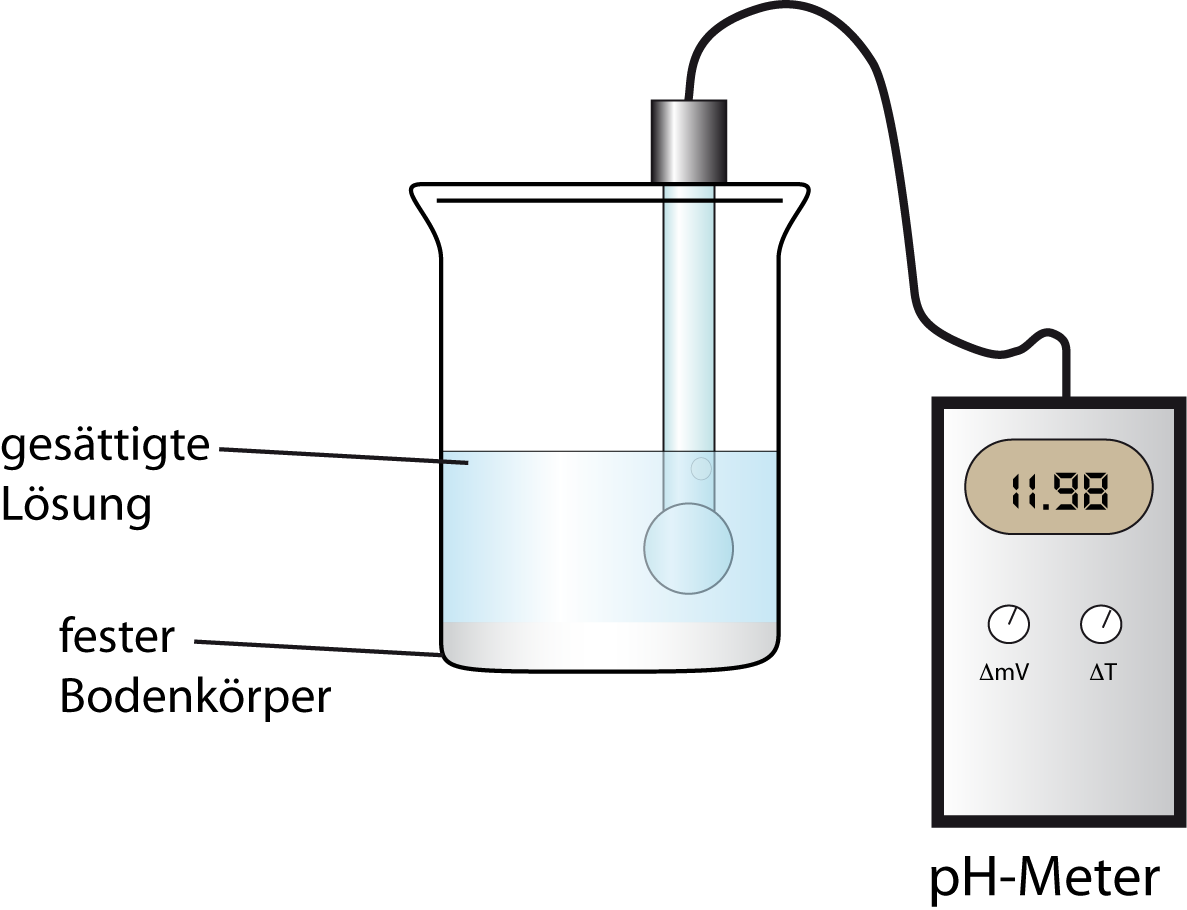 gesättigte
Lösung
fester
Bodenkörper
11.98
ΔmV
ΔT
pH-Meter